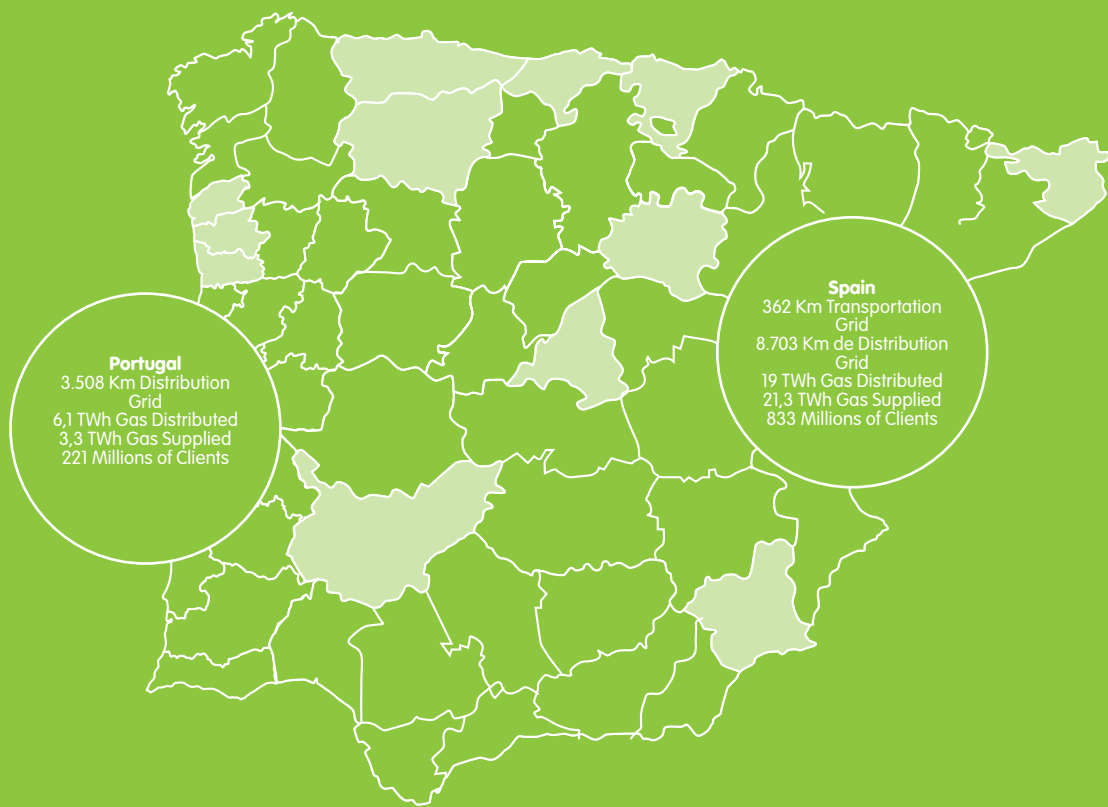 Portugal
3.508 Km Distribution
Grid
6,1 TWh Gas Distributed
3,3 TWh Gas Supplied
221 Millions of Clients
Spain
362 Km Transportation
Grid
8.703 Km de Distribution
Grid
19 TWh Gas Distributed
21,3 TWh Gas Supplied
833 Millions of Clients